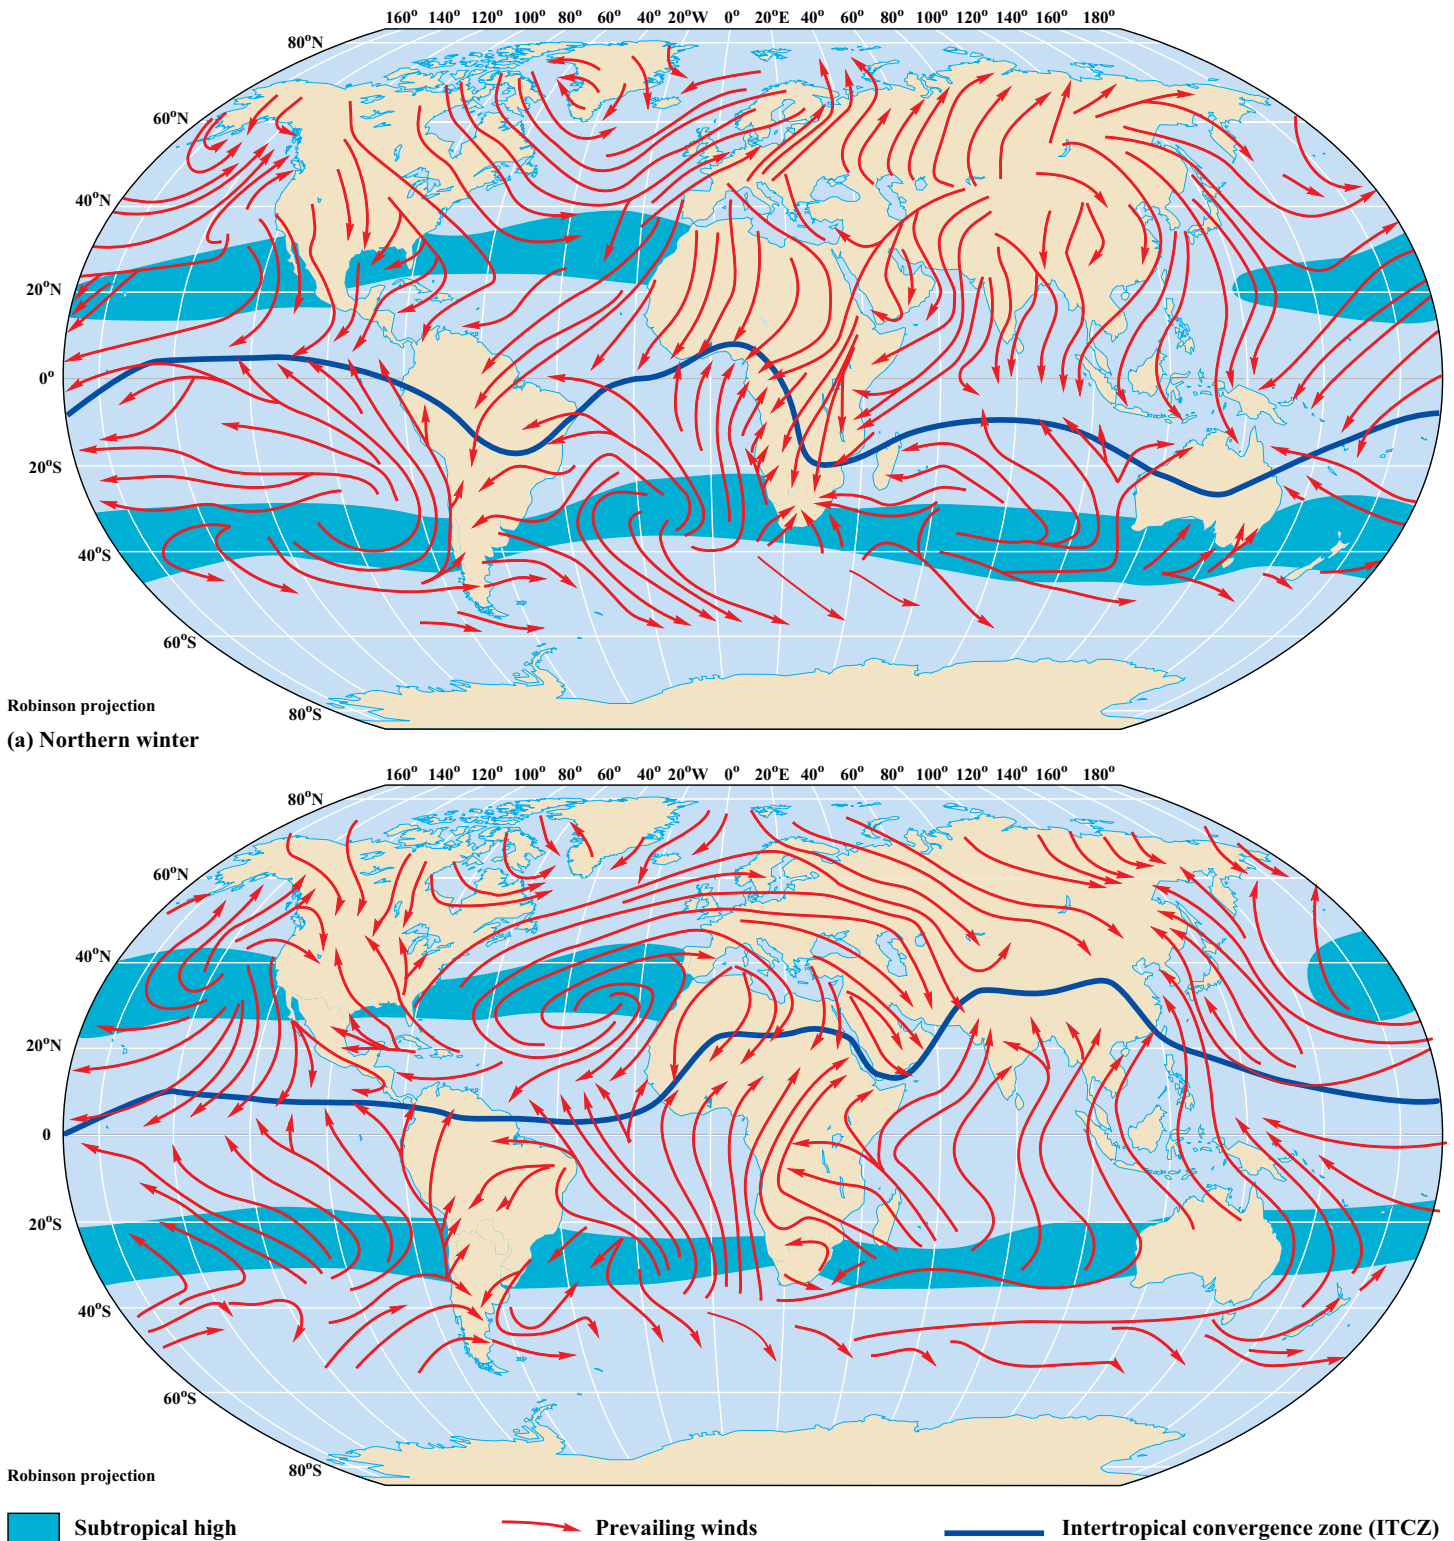 160° 140° 120° 100° 80° 60° 40° 20°W 0° 20°E 40° 60° 80° 100° 120° 140° 160° 180°
80°N
60°N
40°N
20°N
0°
20°S
40°S
60°S
80°S
Robinson projection
(a) Northern winter
160° 140° 120° 100° 80° 60° 40° 20°W 0° 20°E 40° 60° 80° 100° 120° 140° 160° 180°
80°N
60°N
40°N
20°N
0
20°S
40°S
60°S
80°S
Robinson projection
Subtropical high Prevailing winds Intertropical convergence zone (ITCZ)